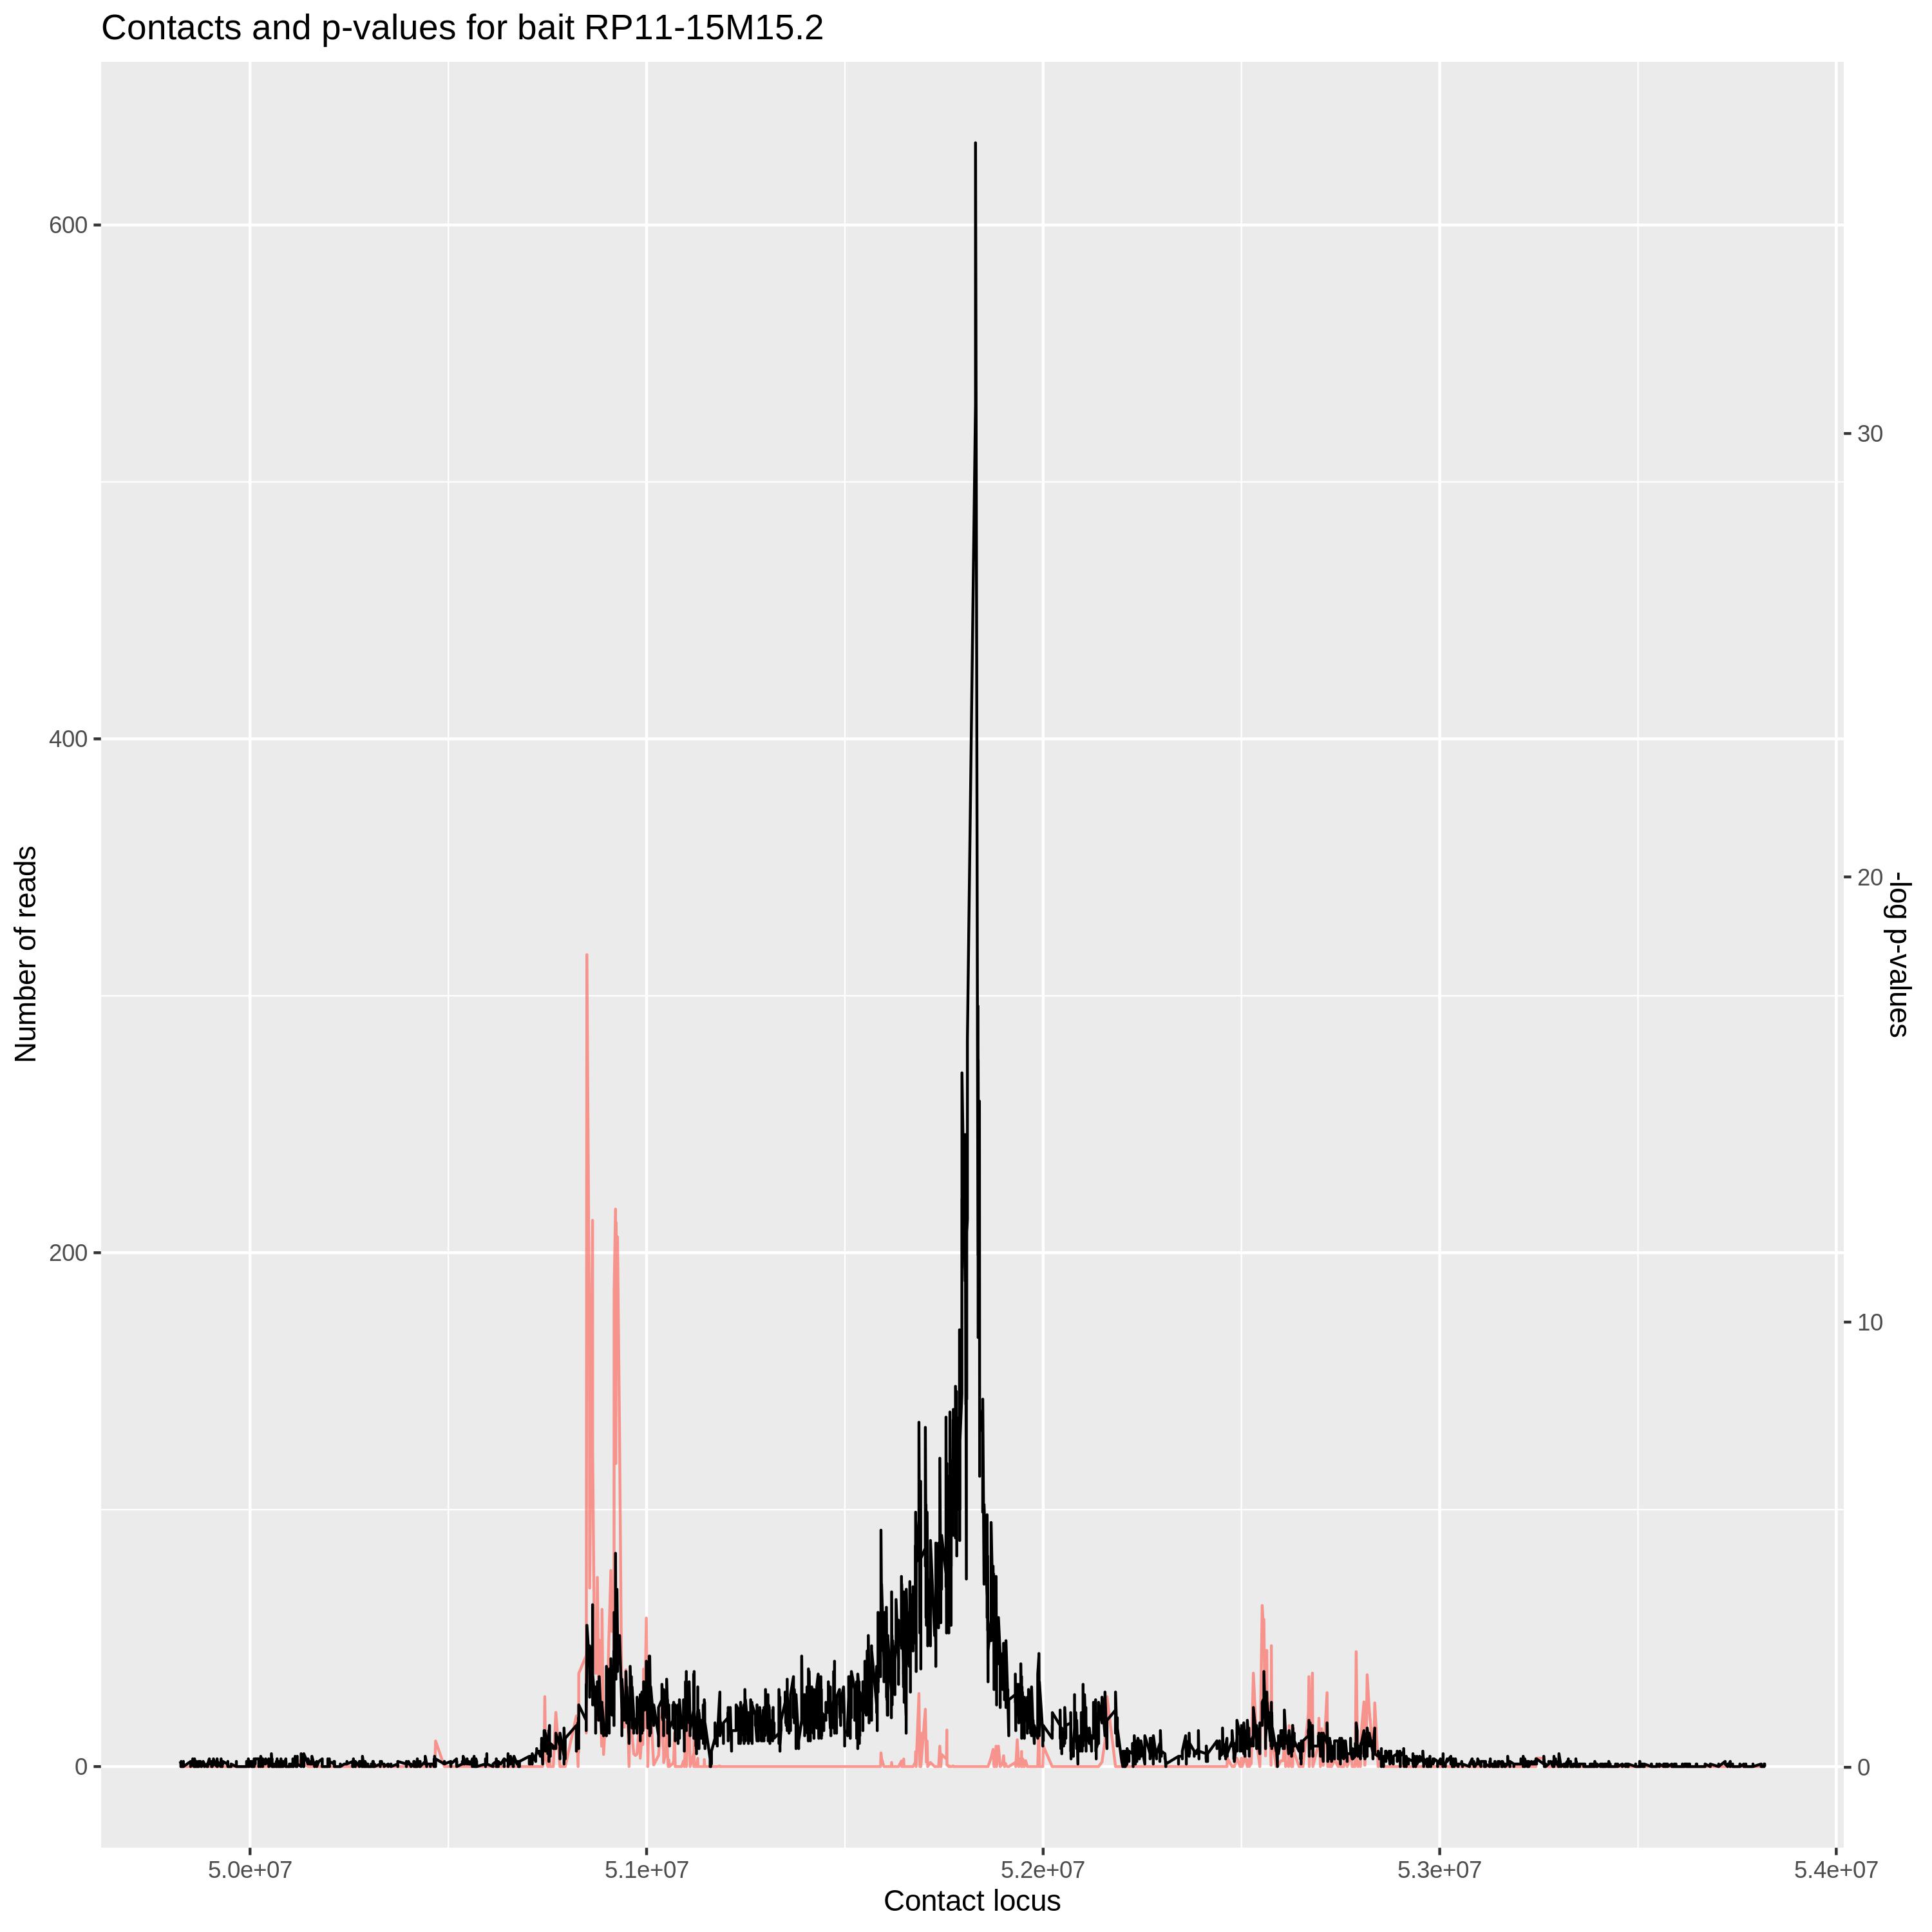 Contacts and p-values for bait RP11-15M15.2
600
400
200
0
Number of reads
30
20
10
0
-log p-values
5.0e+07
5.1e+07
5.2e+07
5.3e+07
5.4e+07
Contact locus